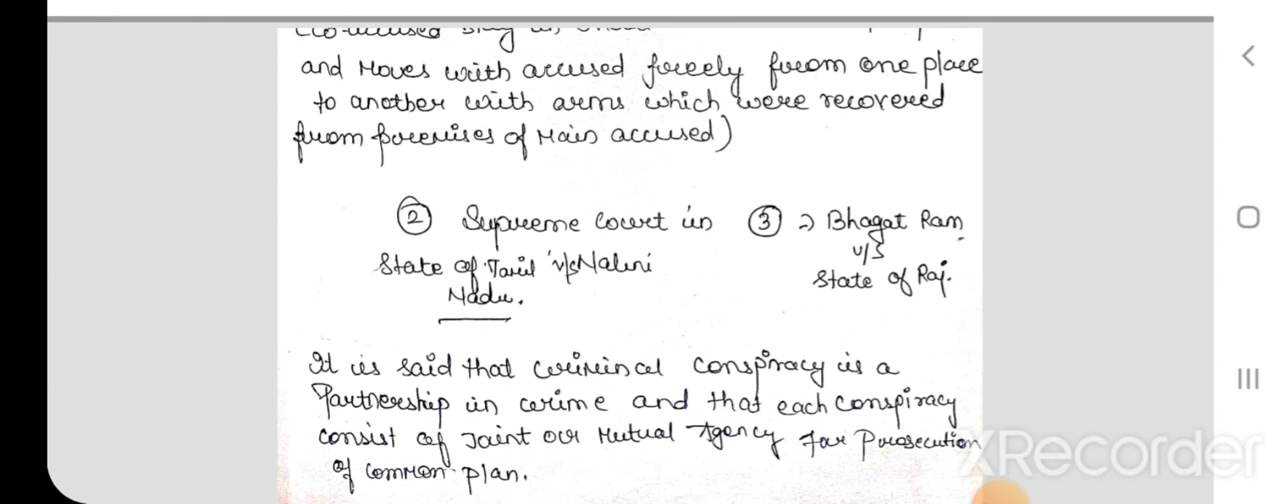 and Moves with accused freely from one place
to another with arms which were recovered
from premises of Main accused)
② Supreme Court in
State of Tamil v/s Nalini
Nadu.
③ ⇒ Bhagat Ram
v/s
State of Raj.
It is said that criminal conspiracy is a
Partnership in crime and that each conspiracy
consist of Joint or Mutual Agency for Prosecution
of common plan.
XRecorder